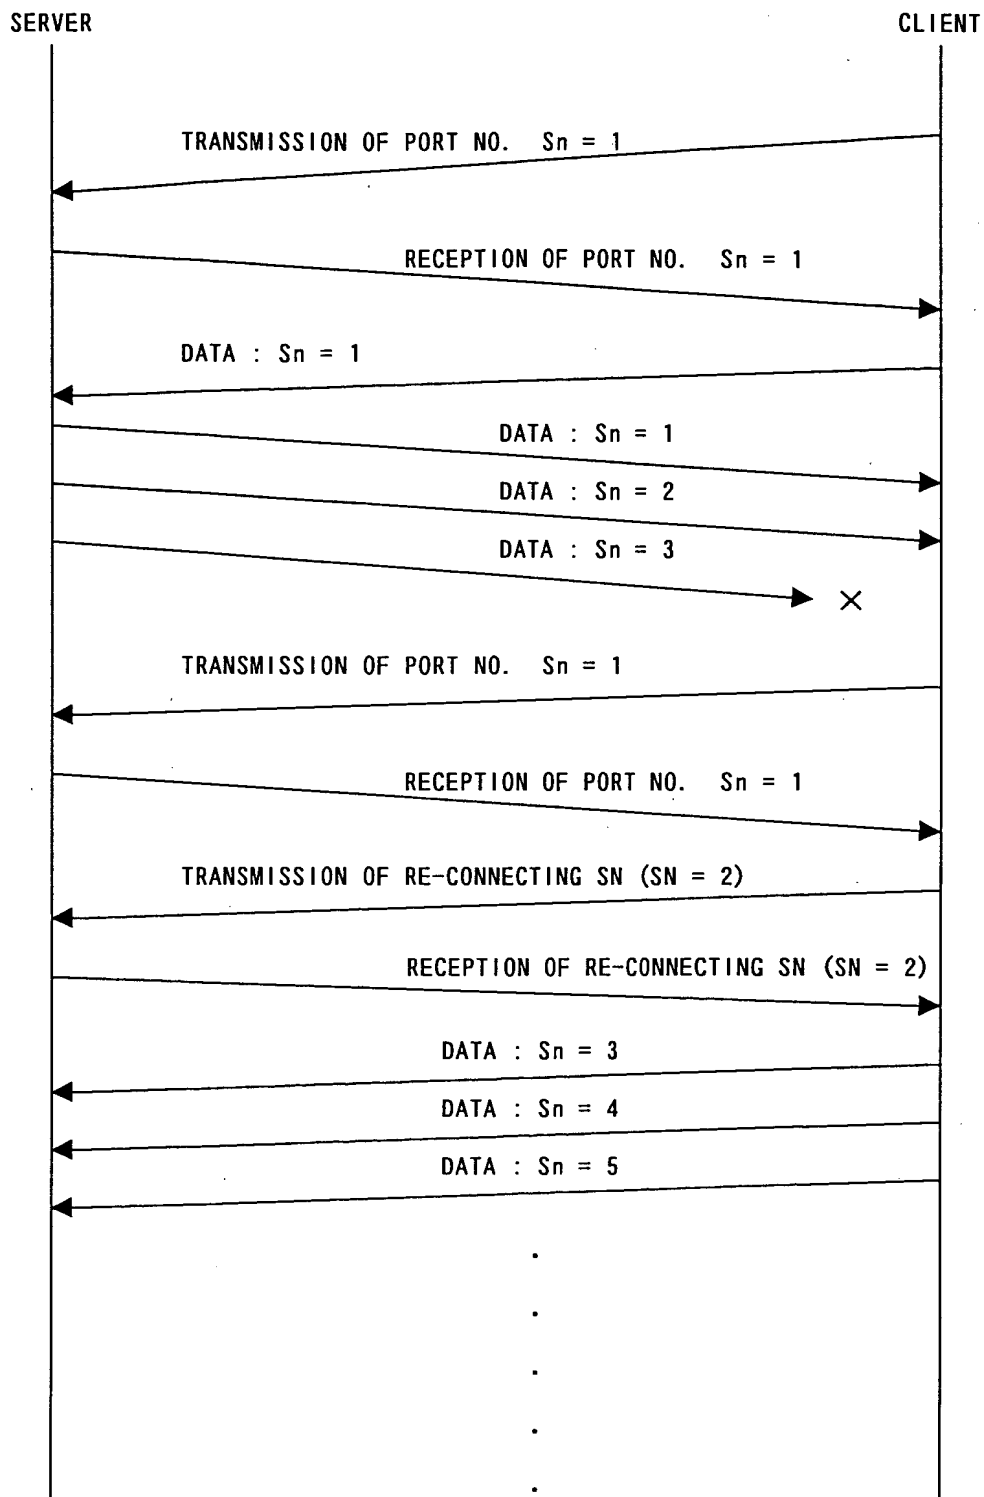 SERVER CLIENT
TRANSMISSION OF PORT NO. Sn = 1
RECEPTION OF PORT NO. Sn = 1
DATA : Sn = 1
DATA : Sn = 1
DATA : Sn = 2
DATA : Sn = 3
×
TRANSMISSION OF PORT NO. Sn = 1
RECEPTION OF PORT NO. Sn = 1
TRANSMISSION OF RE-CONNECTING SN (SN = 2)
RECEPTION OF RE-CONNECTING SN (SN = 2)
DATA : Sn = 3
DATA : Sn = 4
DATA : Sn = 5